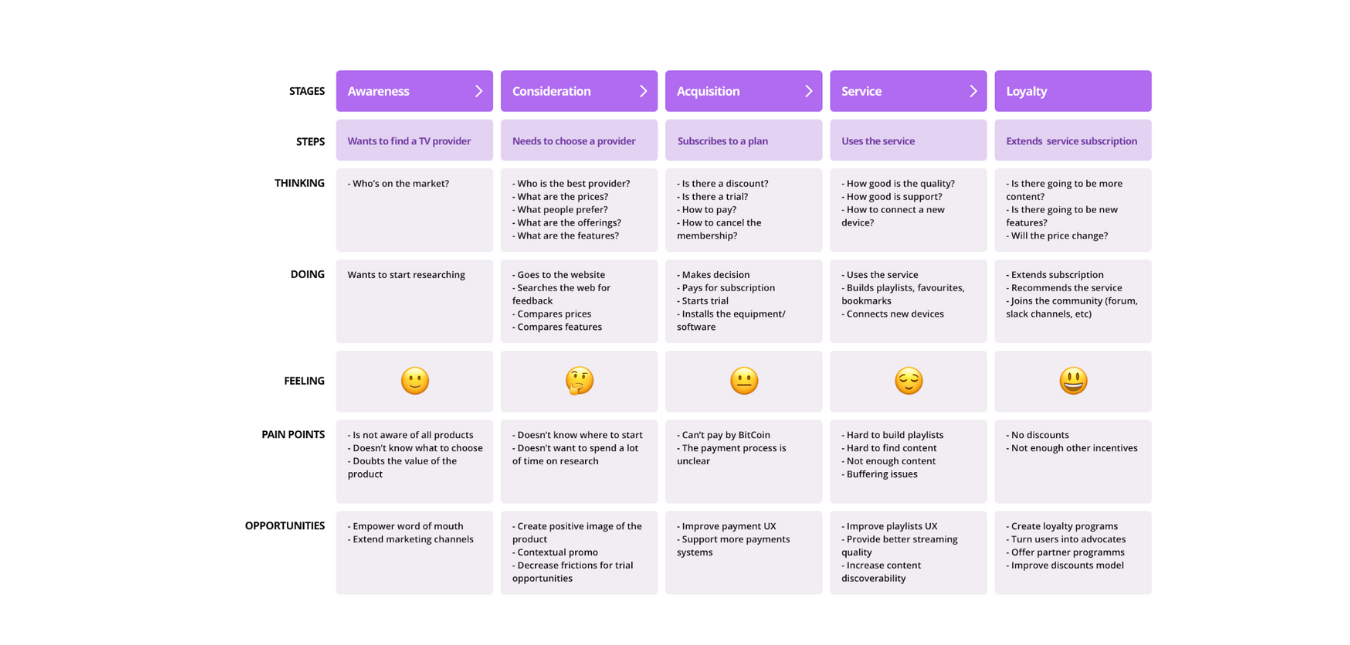 STAGES
Awareness
Consideration
Acquisition
Service
Loyalty
STEPS
Wants to find a TV provider
Needs to choose a provider
Subscribes to a plan
Uses the service
Extends service subscription
THINKING
- Who's on the market?
- Who is the best provider?
- What are the prices?
- What people prefer?
- What are the offerings?
- What are the features?
- Is there a discount?
- Is there a trial?
- How to pay?
- How to cancel the
membership?
- How good is the quality?
- How good is support?
- How to connect a new
device?
- Is there going to be more
content?
- Is there going to be new
features?
- Will the price change?
DOING
Wants to start researching
- Goes to the website
- Searches the web for
feedback
- Compares prices
- Compares features
- Makes decision
- Pays for subscription
- Starts trial
- Installs the equipment/
software
- Uses the service
- Builds playlists, favourites,
bookmarks
- Connects new devices
- Extends subscription
- Recommends the service
- Joins the community (forum,
slack channels, etc)
FEELING
PAIN POINTS
- Is not aware of all products
- Doesn't know what to choose
- Doubts the value of the
product
- Doesn't know where to start
- Doesn't want to spend a lot
of time on research
- Can't pay by BitCoin
- The payment process is
unclear
- Hard to build playlists
- Hard to find content
- Not enough content
- Buffering issues
- No discounts
- Not enough other incentives
OPPORTUNITIES
- Empower word of mouth
- Extend marketing channels
- Create positive image of the
product
- Contextual promo
- Decrease frictions for trial
opportunities
- Improve payment UX
- Support more payments
systems
- Improve playlists UX
- Provide better streaming
quality
- Increase content
discoverability
- Create loyalty programs
- Turn users into advocates
- Offer partner programms
- Improve discounts model